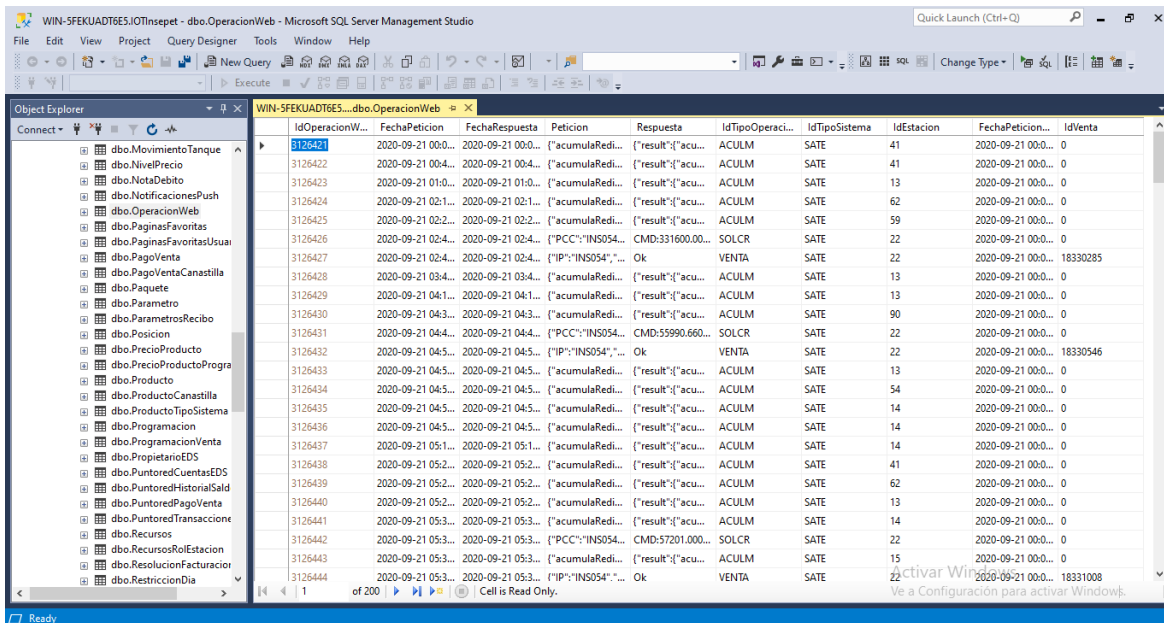 WIN-5FEKUADT6E5.IOTInsepet - dbo.OperacionWeb - Microsoft SQL Server Management Studio
Quick Launch (Ctrl+Q)
File Edit View Project Query Designer Tools Window Help
New Query
Change Type
Execute
Object Explorer
WIN-5FEKUADT6E5....dbo.OperacionWeb
Connect
dbo.MovimientoTanque
dbo.NivelPrecio
dbo.NotaDebito
dbo.NotificacionesPush
dbo.OperacionWeb
dbo.PaginasFavoritas
dbo.PaginasFavoritasUsuar
dbo.PagoVenta
dbo.PagoVentaCanastilla
dbo.Paquete
dbo.Parametro
dbo.ParametrosRecibo
dbo.Posicion
dbo.PrecioProducto
dbo.PrecioProductoProgra
dbo.Producto
dbo.ProductoCanastilla
dbo.ProductoTipoSistema
dbo.Programacion
dbo.ProgramacionVenta
dbo.PropietarioEDS
dbo.PuntoredCuentasEDS
dbo.PuntoredHistorialSald
dbo.PuntoredPagoVenta
dbo.PuntoredTransaccione
dbo.Recursos
dbo.RecursosRolEstacion
dbo.ResolucionFacturacior
dbo.RestriccionDia
IdOperacionW... FechaPeticion FechaRespuesta Peticion Respuesta IdTipoOperaci... IdTipoSistema IdEstacion FechaPeticion... IdVenta
3126421 2020-09-21 00:0... 2020-09-21 00:0... {"acumulaRedi... {"result":{"acu... ACULM SATE 41 2020-09-21 00:0... 0
3126422 2020-09-21 00:4... 2020-09-21 00:4... {"acumulaRedi... {"result":{"acu... ACULM SATE 41 2020-09-21 00:0... 0
3126423 2020-09-21 01:0... 2020-09-21 01:0... {"acumulaRedi... {"result":{"acu... ACULM SATE 13 2020-09-21 00:0... 0
3126424 2020-09-21 02:1... 2020-09-21 02:1... {"acumulaRedi... {"result":{"acu... ACULM SATE 62 2020-09-21 00:0... 0
3126425 2020-09-21 02:2... 2020-09-21 02:2... {"acumulaRedi... {"result":{"acu... ACULM SATE 59 2020-09-21 00:0... 0
3126426 2020-09-21 02:4... 2020-09-21 02:4... {"PCC":"INS054... CMD:331600.00... SOLCR SATE 22 2020-09-21 00:0... 0
3126427 2020-09-21 02:4... 2020-09-21 02:4... {"IP":"INS054","... Ok VENTA SATE 22 2020-09-21 00:0... 18330285
3126428 2020-09-21 03:4... 2020-09-21 03:4... {"acumulaRedi... {"result":{"acu... ACULM SATE 13 2020-09-21 00:0... 0
3126429 2020-09-21 04:1... 2020-09-21 04:1... {"acumulaRedi... {"result":{"acu... ACULM SATE 13 2020-09-21 00:0... 0
3126430 2020-09-21 04:3... 2020-09-21 04:3... {"acumulaRedi... {"result":{"acu... ACULM SATE 90 2020-09-21 00:0... 0
3126431 2020-09-21 04:4... 2020-09-21 04:4... {"PCC":"INS054... CMD:55990.660... SOLCR SATE 22 2020-09-21 00:0... 0
3126432 2020-09-21 04:5... 2020-09-21 04:5... {"IP":"INS054","... Ok VENTA SATE 22 2020-09-21 00:0... 18330546
3126433 2020-09-21 04:5... 2020-09-21 04:5... {"acumulaRedi... {"result":{"acu... ACULM SATE 13 2020-09-21 00:0... 0
3126434 2020-09-21 04:5... 2020-09-21 04:5... {"acumulaRedi... {"result":{"acu... ACULM SATE 54 2020-09-21 00:0... 0
3126435 2020-09-21 04:5... 2020-09-21 04:5... {"acumulaRedi... {"result":{"acu... ACULM SATE 14 2020-09-21 00:0... 0
3126436 2020-09-21 04:5... 2020-09-21 04:5... {"acumulaRedi... {"result":{"acu... ACULM SATE 14 2020-09-21 00:0... 0
3126437 2020-09-21 05:1... 2020-09-21 05:1... {"acumulaRedi... {"result":{"acu... ACULM SATE 14 2020-09-21 00:0... 0
3126438 2020-09-21 05:2... 2020-09-21 05:2... {"acumulaRedi... {"result":{"acu... ACULM SATE 41 2020-09-21 00:0... 0
3126439 2020-09-21 05:2... 2020-09-21 05:2... {"acumulaRedi... {"result":{"acu... ACULM SATE 62 2020-09-21 00:0... 0
3126440 2020-09-21 05:2... 2020-09-21 05:2... {"acumulaRedi... {"result":{"acu... ACULM SATE 13 2020-09-21 00:0... 0
3126441 2020-09-21 05:3... 2020-09-21 05:3... {"acumulaRedi... {"result":{"acu... ACULM SATE 14 2020-09-21 00:0... 0
3126442 2020-09-21 05:3... 2020-09-21 05:3... {"PCC":"INS054... CMD:57201.000... SOLCR SATE 22 2020-09-21 00:0... 0
3126443 2020-09-21 05:3... 2020-09-21 05:3... {"acumulaRedi... {"result":{"acu... ACULM SATE 15 2020-09-21 00:0... 0
3126444 2020-09-21 05:3... 2020-09-21 05:3... {"IP":"INS054","... Ok VENTA SATE 22 2020-09-21 00:0... 18331008
Activar Windows
Ve a Configuración para activar Windows.
1 of 200 Cell is Read Only.
Ready